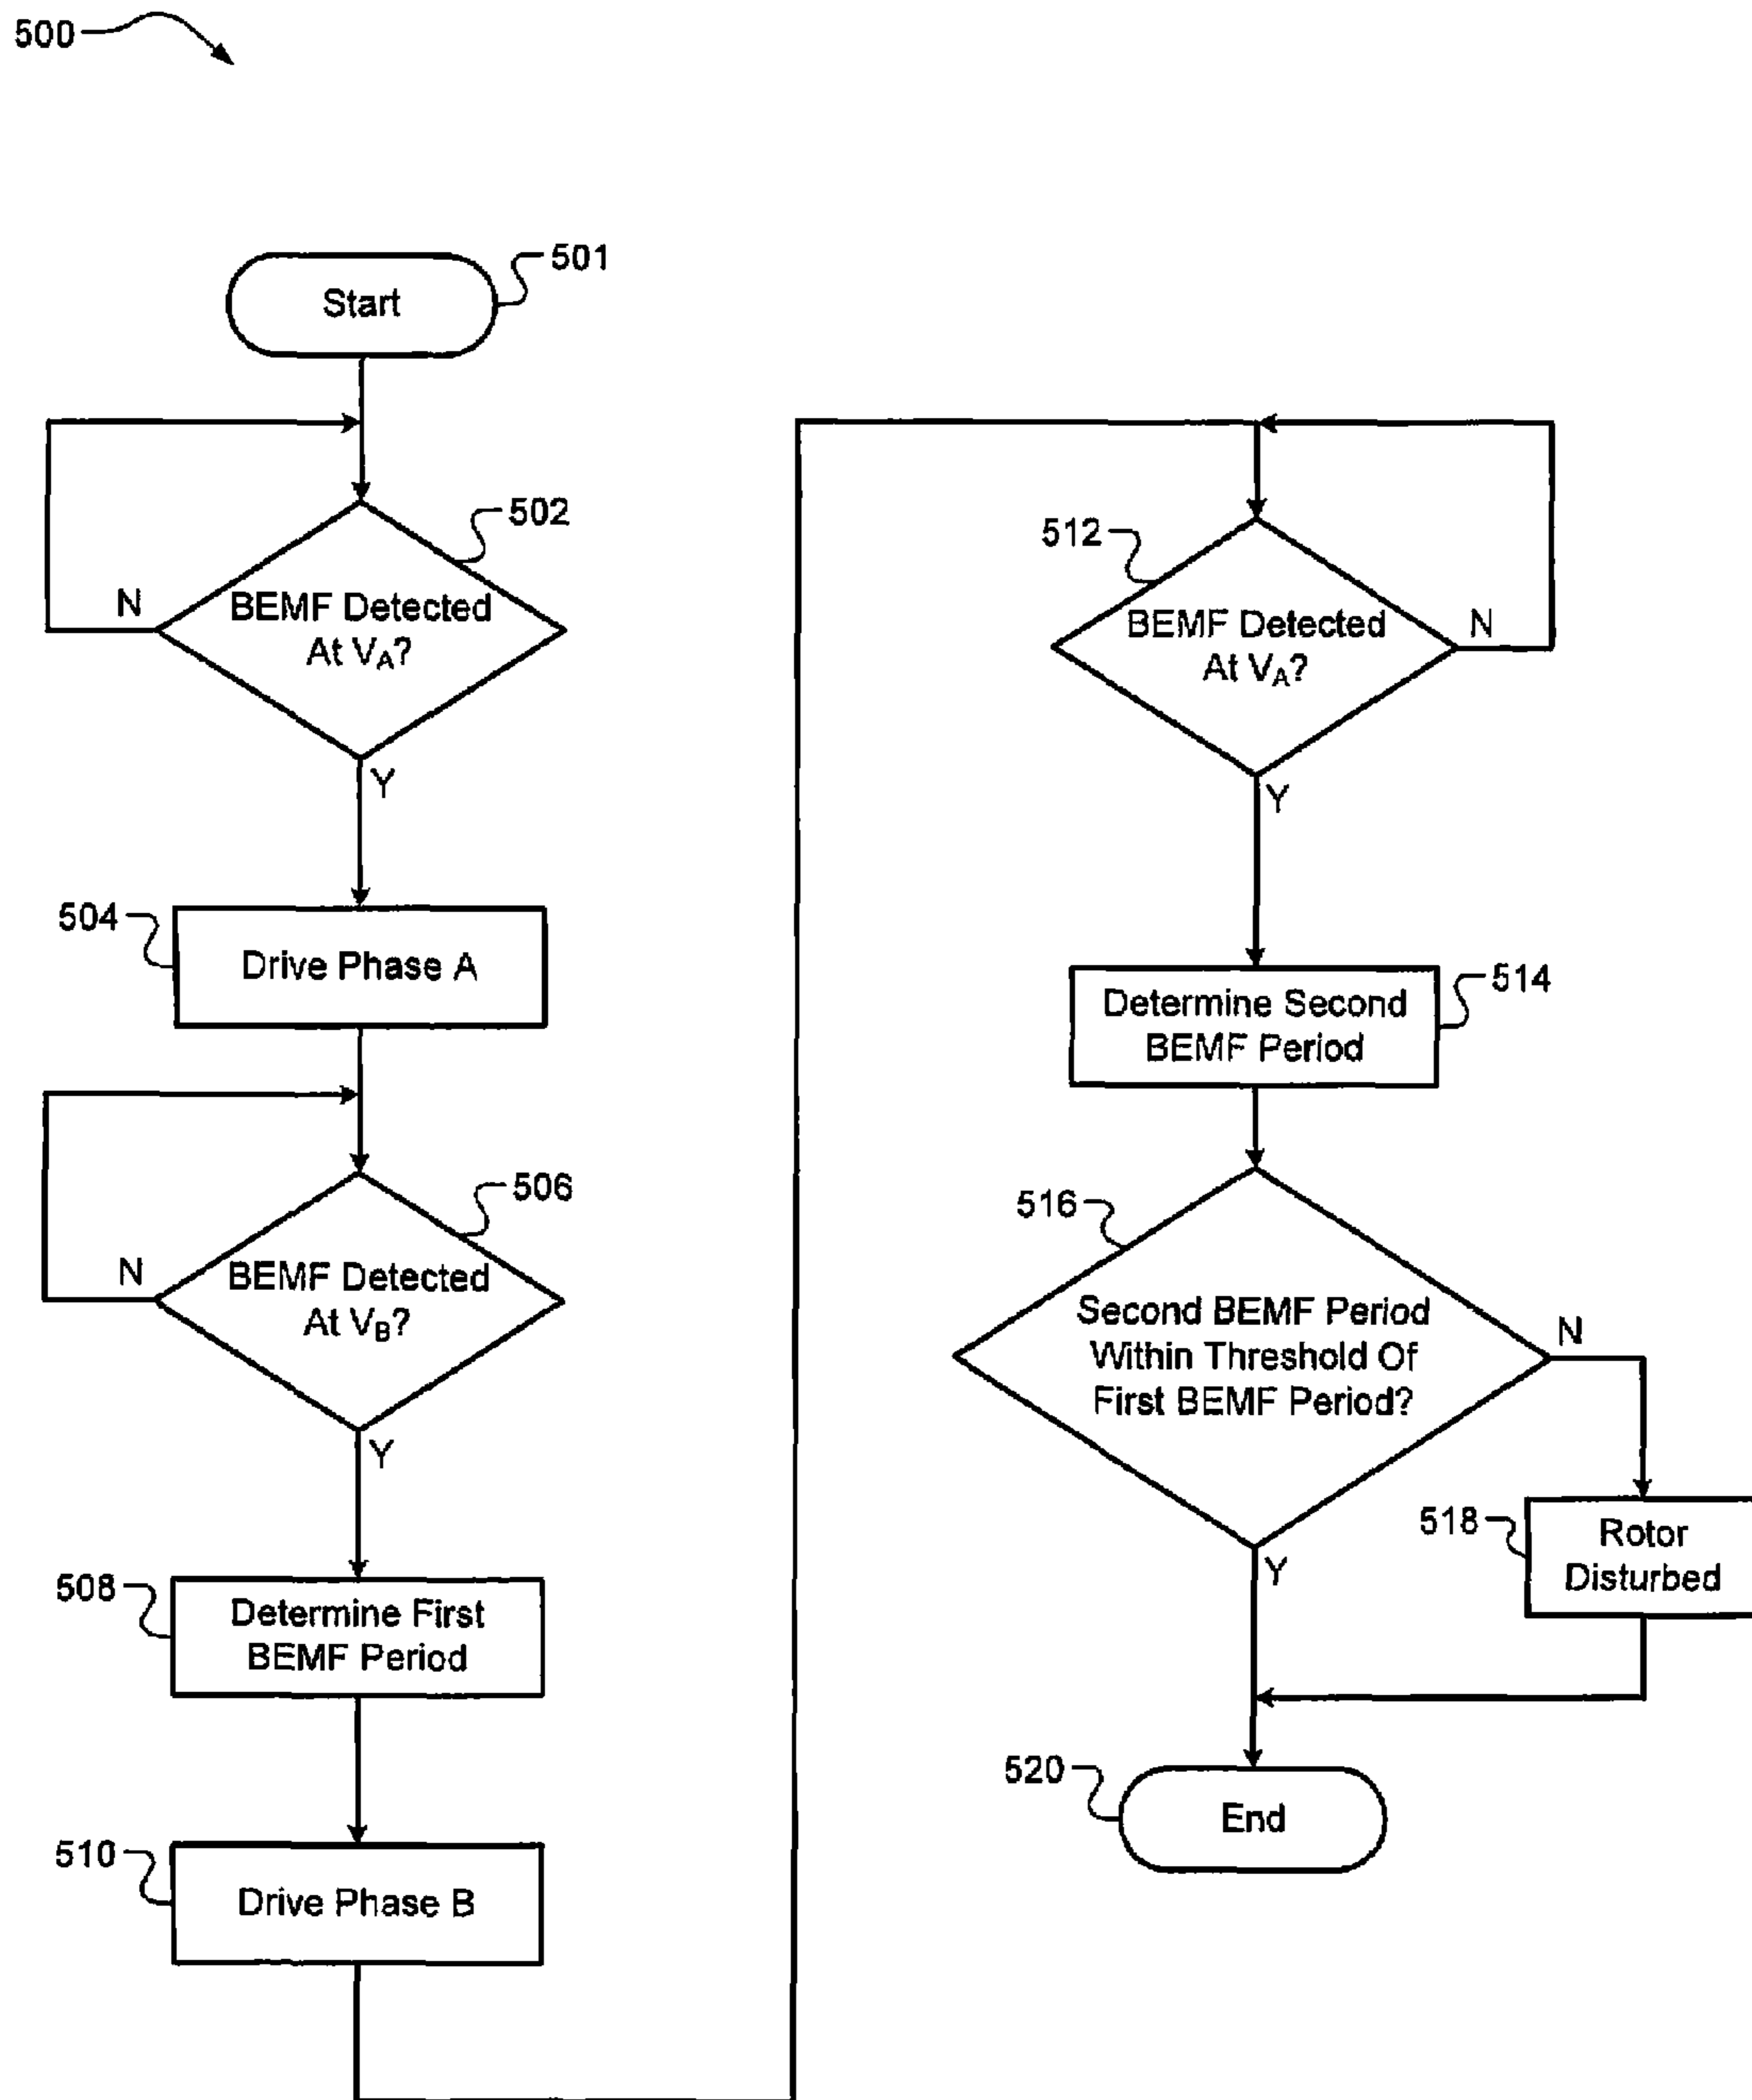 500
501
Start
502
N
BEMF Detected
At VA?
Y
504
Drive Phase A
506
N
BEMF Detected
At VB?
Y
508
Determine First
BEMF Period
510
Drive Phase B
512
BEMF Detected
At VA?
N
Y
514
Determine Second
BEMF Period
516
Second BEMF Period
Within Threshold Of
First BEMF Period?
N
Y
518
Rotor
Disturbed
520
End